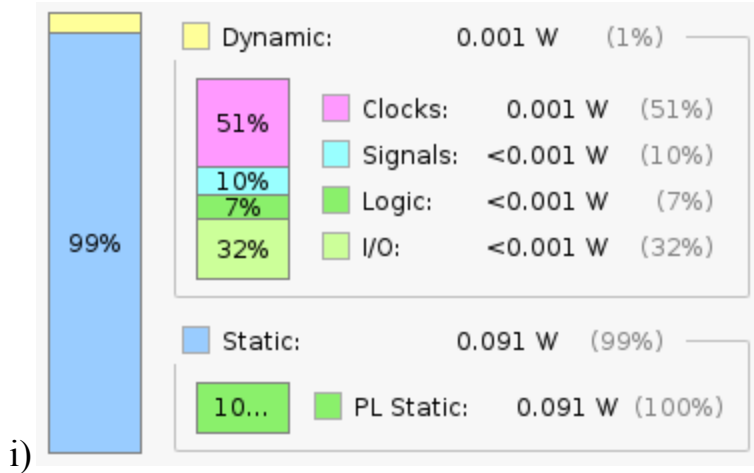 Dynamic: 0.001 W (1%)
51% Clocks: 0.001 W (51%)
10% Signals: <0.001 W (10%)
7% Logic: <0.001 W (7%)
99% 32% I/O: <0.001 W (32%)
Static: 0.091 W (99%)
10... PL Static: 0.091 W (100%)
i)